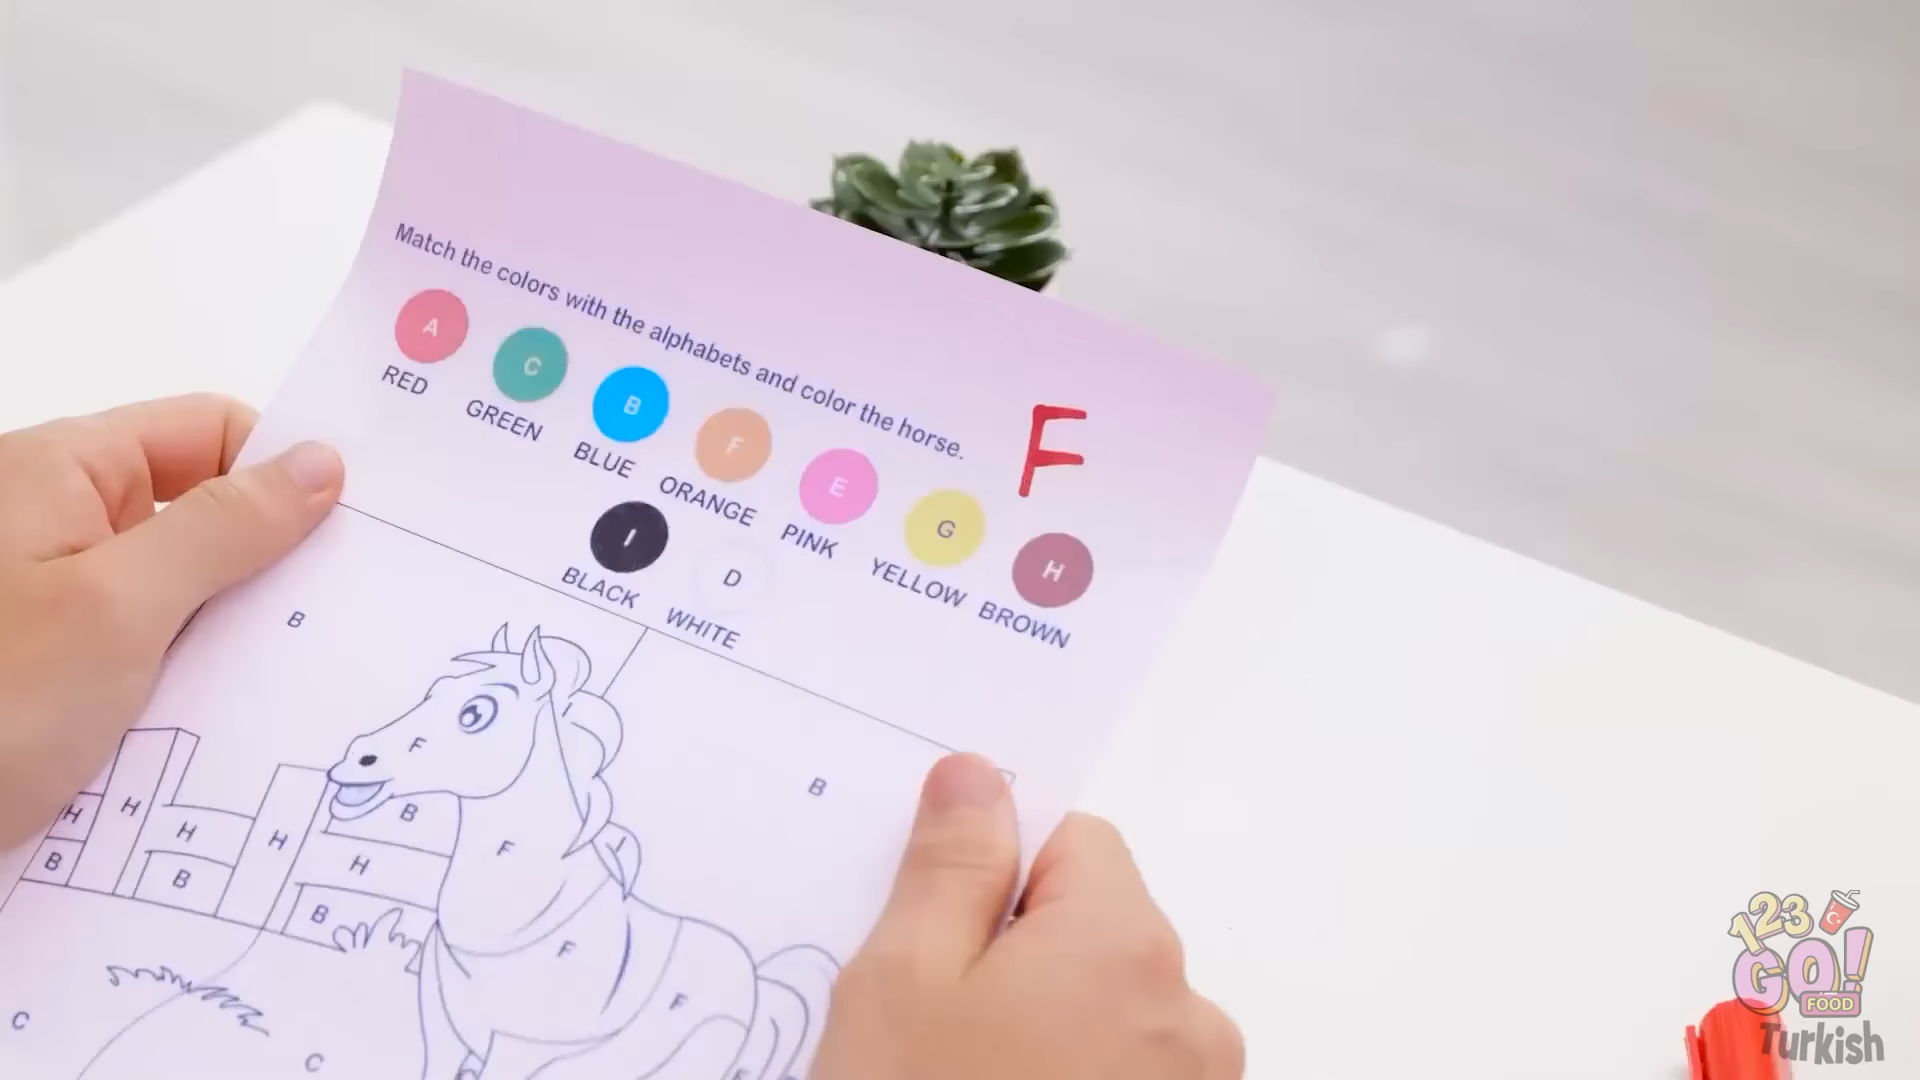 Match the colors with the alphabets and color the horse.
F
A
C
B
F
E
G
H
RED
GREEN
BLUE
ORANGE
PINK
YELLOW
BROWN
I
D
BLACK
WHITE
B
I
F
B
H
H
H
H
B
F
H
I
B
B
B
F
F
C
C
F
123
GO!
FOOD
Turkish